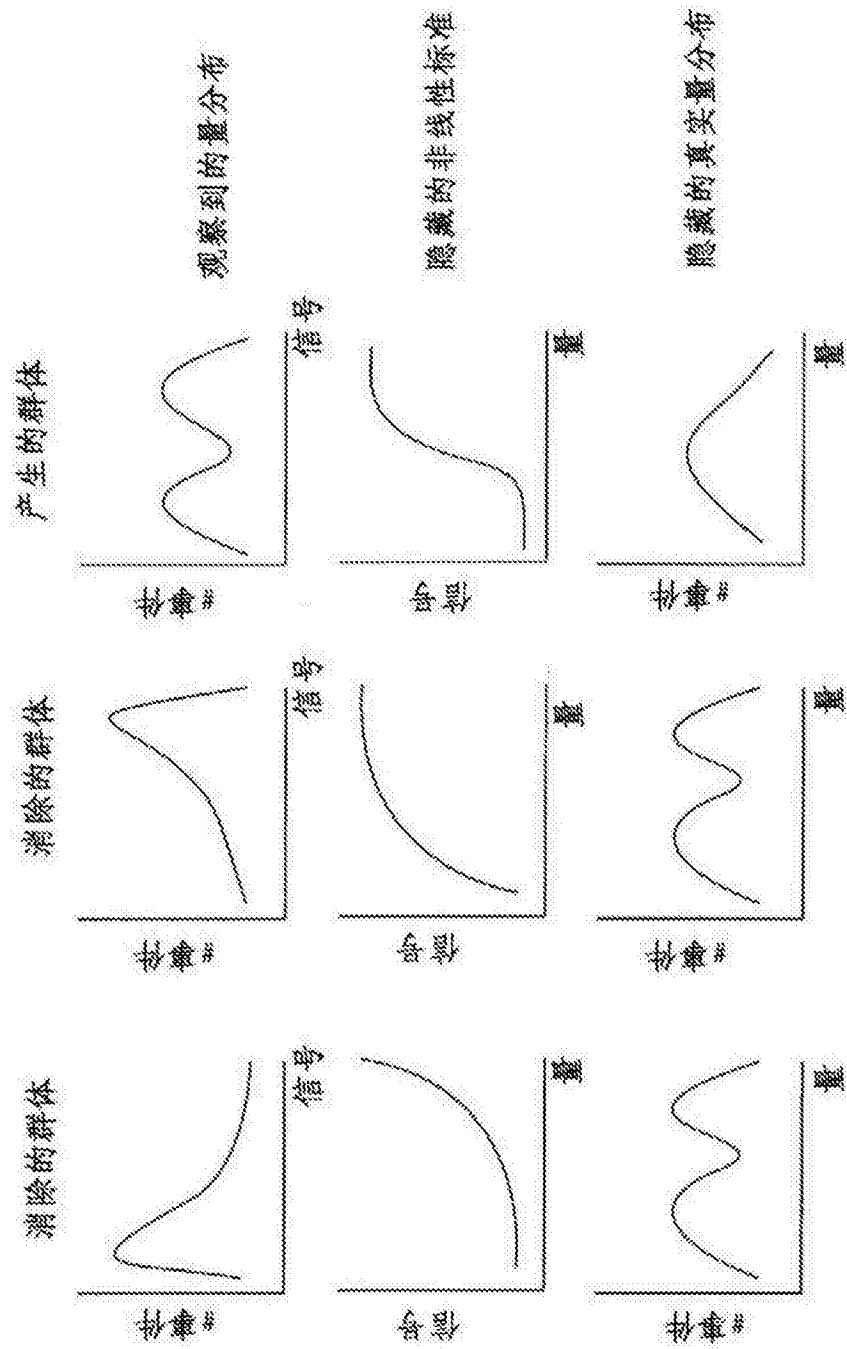 消除的群体
消除的群体
产生的群体
#事件
信号
#事件
信号
#事件
信号
观察到的量分布
信号
量
信号
量
信号
量
隐藏的非线性标准
#事件
量
#事件
量
#事件
量
隐藏的真实量分布